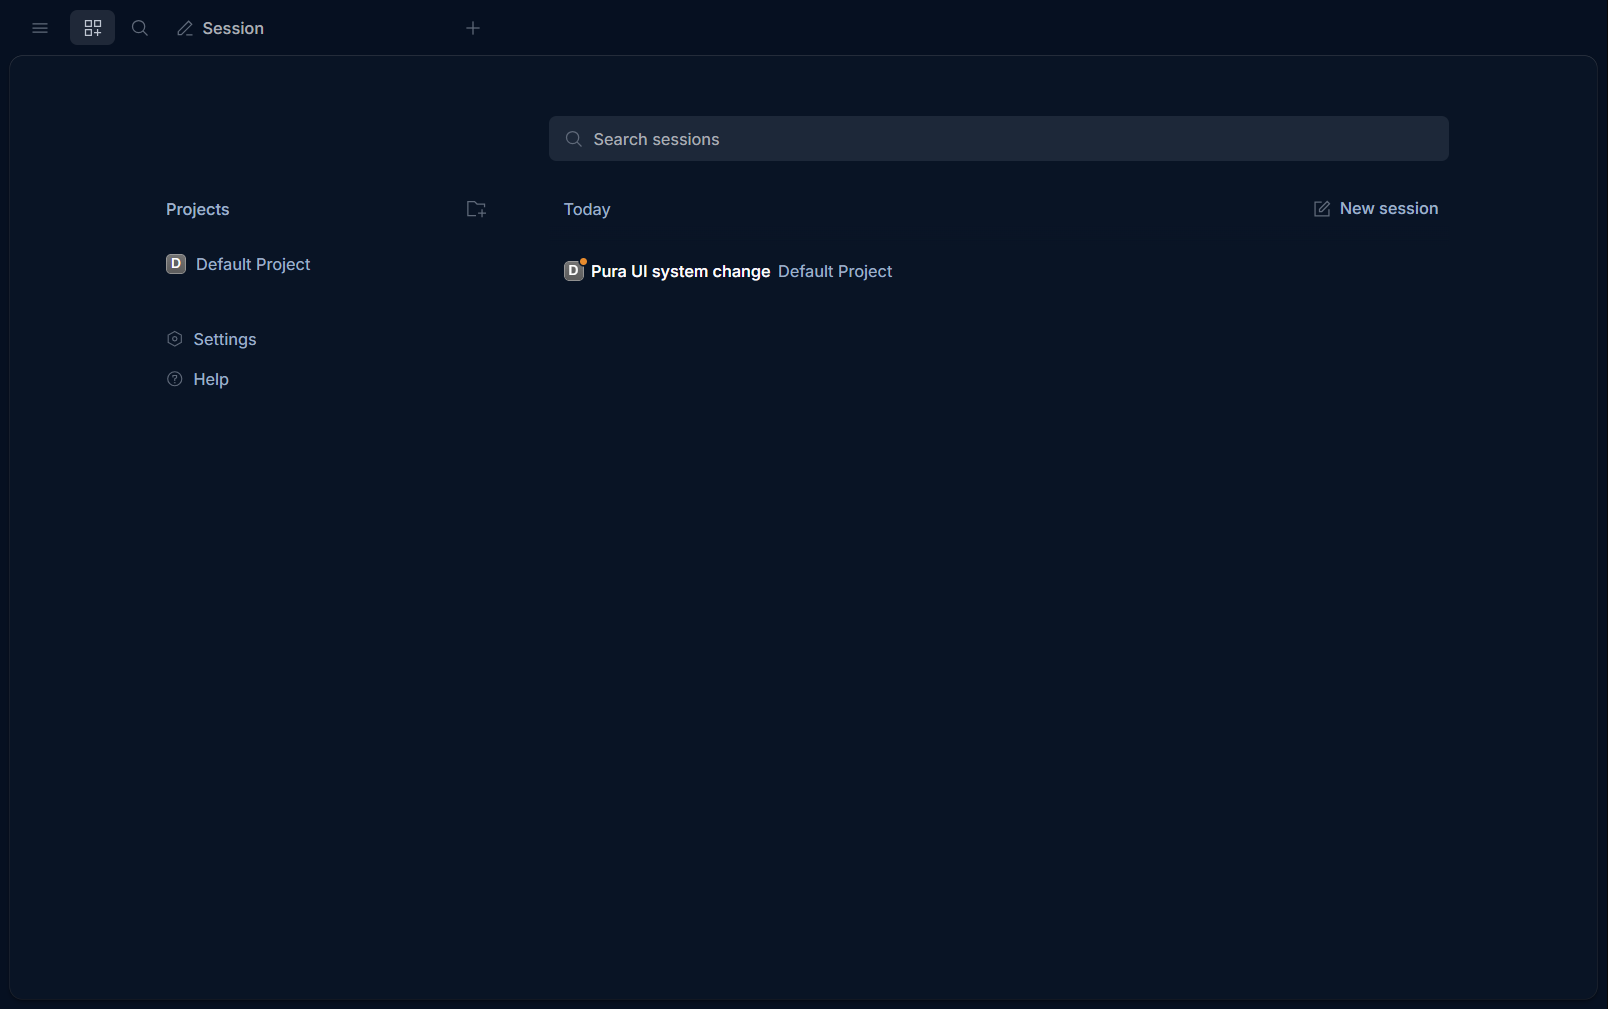 Session
Search sessions
Projects
Today
New session
D Default Project
D Pura UI system change Default Project
Settings
Help